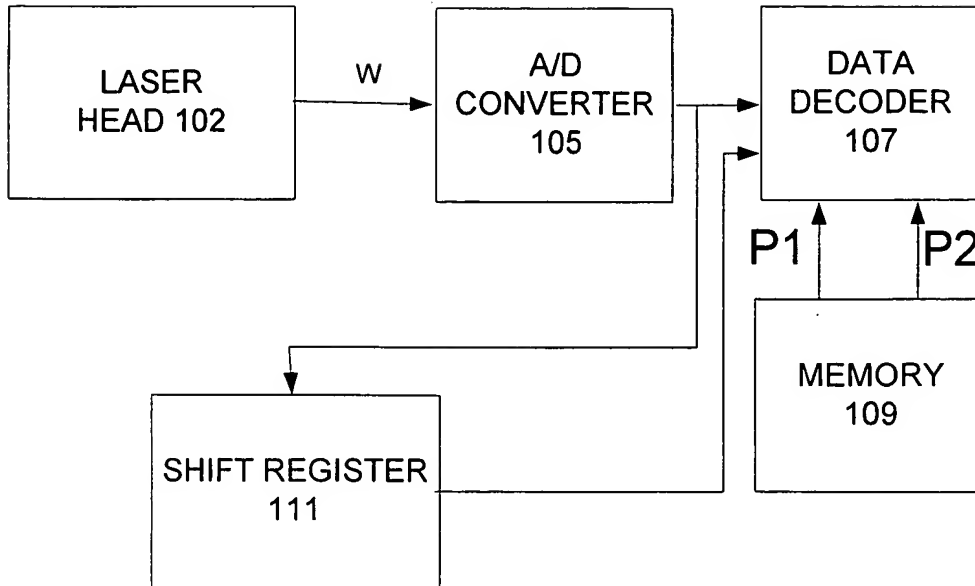 LASER
HEAD 102
W
A/D
CONVERTER
105
DATA
DECODER
107
P1
P2
MEMORY
109
SHIFT REGISTER
111